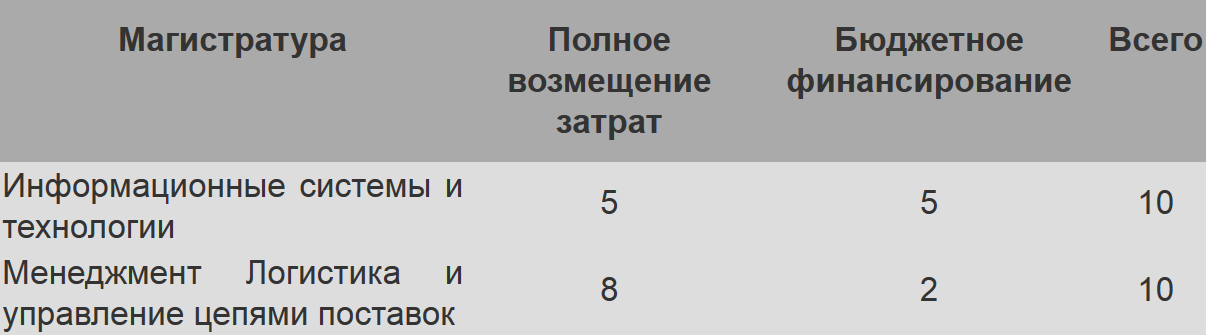 Магистратура Полное Бюджетное Всего
возмещение финансирование
затрат
Информационные системы и
технологии 5 5 10
Менеджмент Логистика и
управление цепями поставок 8 2 10